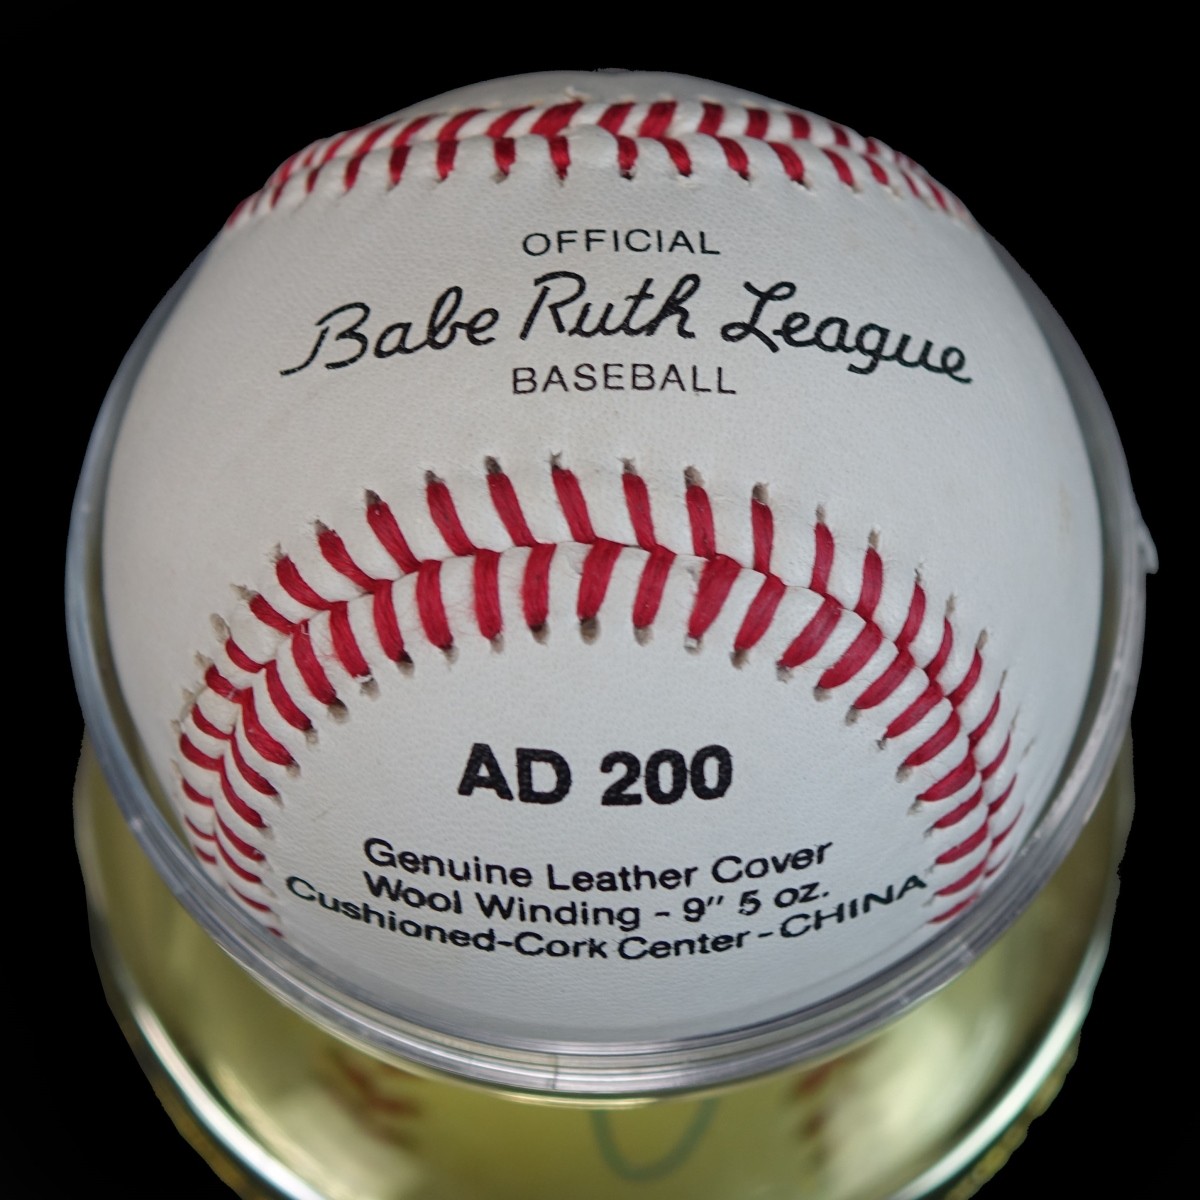 OFFICIAL
Babe Ruth League
BASEBALL
AD 200
Genuine Leather Cover
Wool Winding - 9" 5 oz.
Cushioned-Cork Center - CHINA